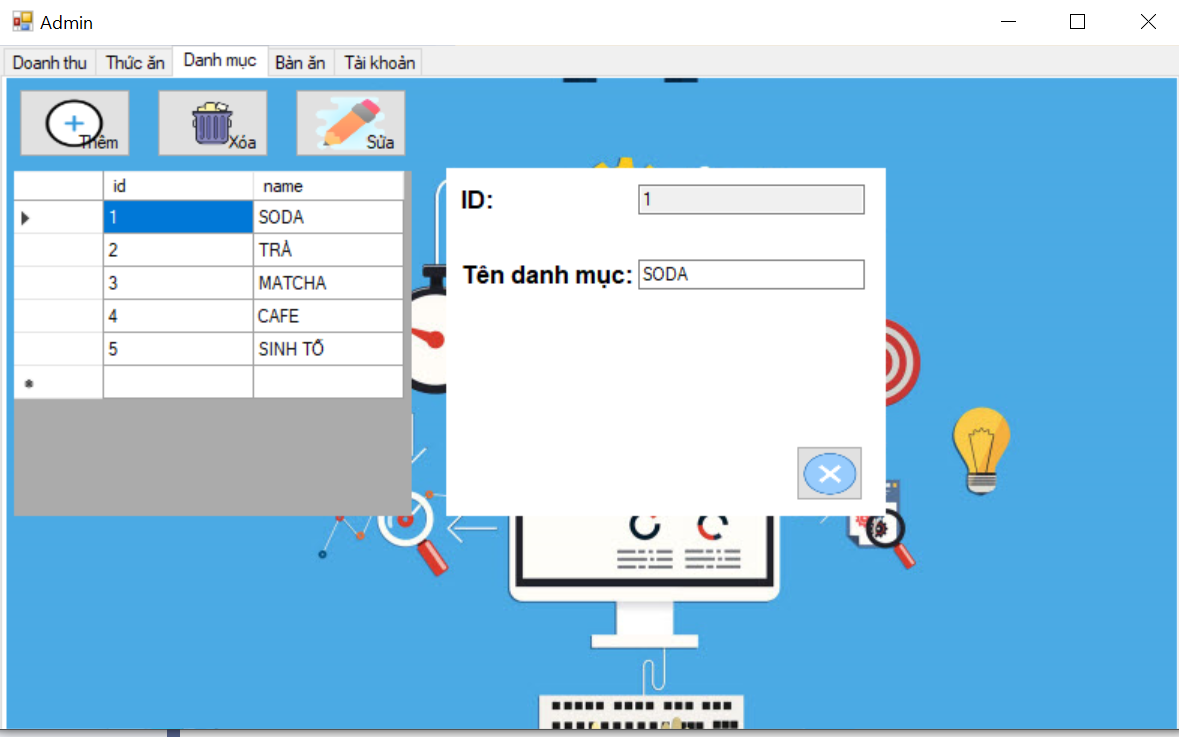 Admin
Doanh thu Thức ăn Danh mục Bàn ăn Tài khoản
Thêm Xóa Sửa
id name
1 SODA
2 TRÀ
3 MATCHA
4 CAFE
5 SINH TỐ
ID: 1
Tên danh mục: SODA